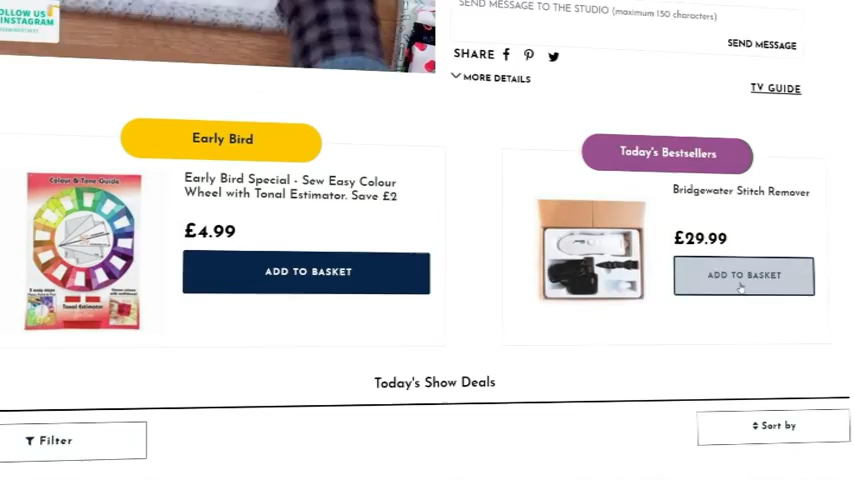 FOLLOW US
INSTAGRAM
SEND MESSAGE TO THE STUDIO (maximum 150 characters)
SEND MESSAGE
SHARE
MORE DETAILS
TV GUIDE
Early Bird
Today's Bestsellers
Early Bird Special - Sew Easy Colour
Wheel with Tonal Estimator. Save £2
£4.99
ADD TO BASKET
Bridgewater Stitch Remover
£29.99
ADD TO BASKET
Colour & Tone Guide
Tonal Estimator
Today's Show Deals
Filter
Sort by